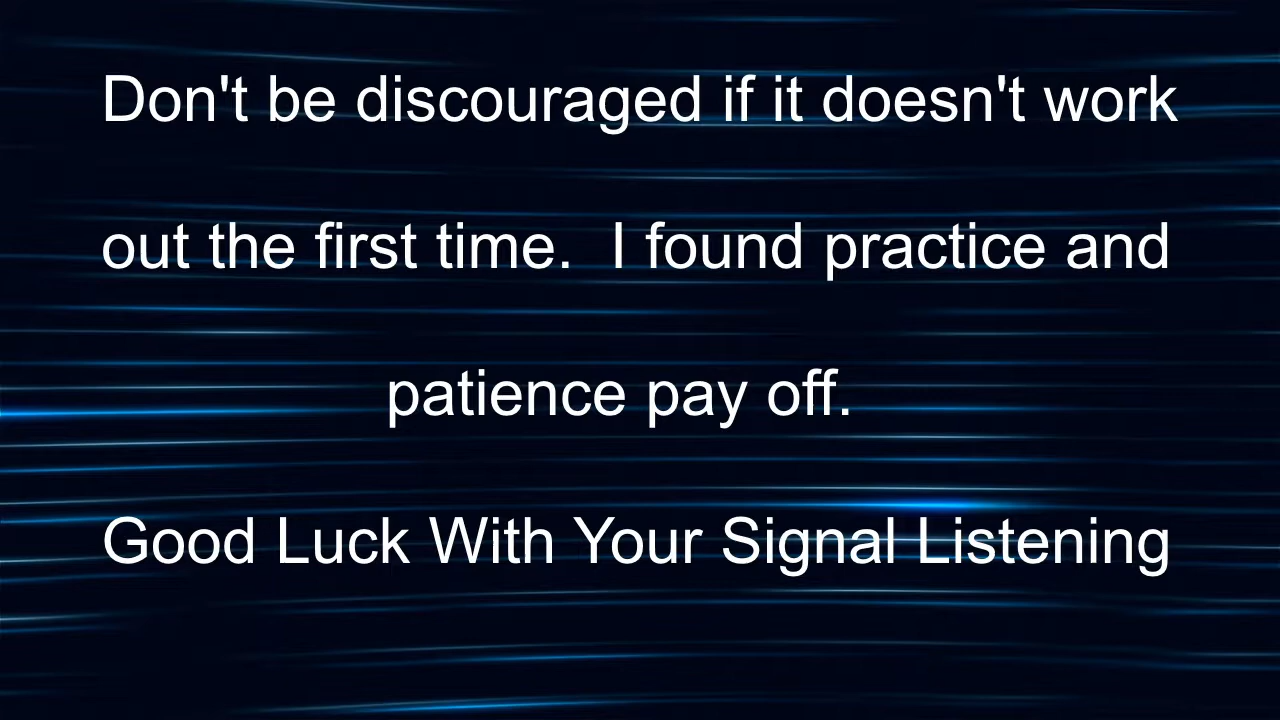 Don't be discouraged if it doesn't work
out the first time.  I found practice and
patience pay off.
Good Luck With Your Signal Listening